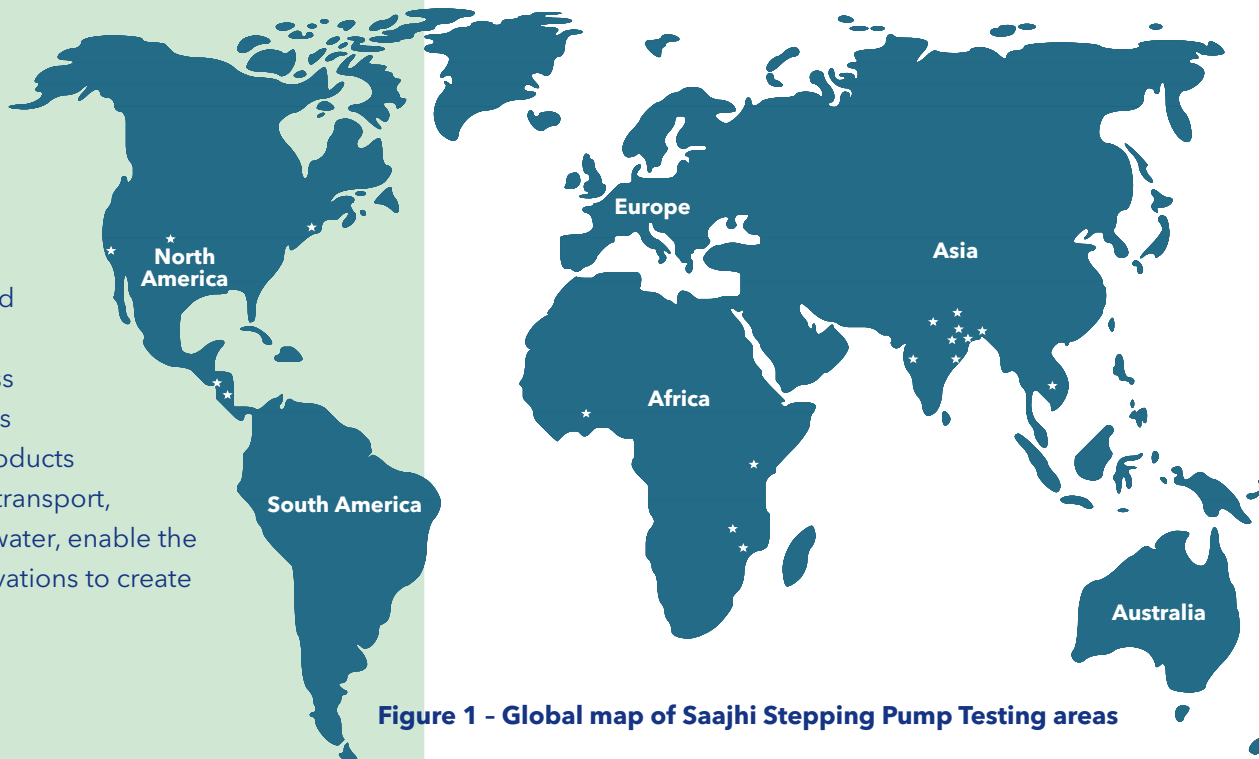 Europe
Asia
North
America
d
ss
Africa
s
oducts
transport,
South America
water, enable the
vations to create
Australia
Figure 1 – Global map of Saajhi Stepping Pump Testing areas